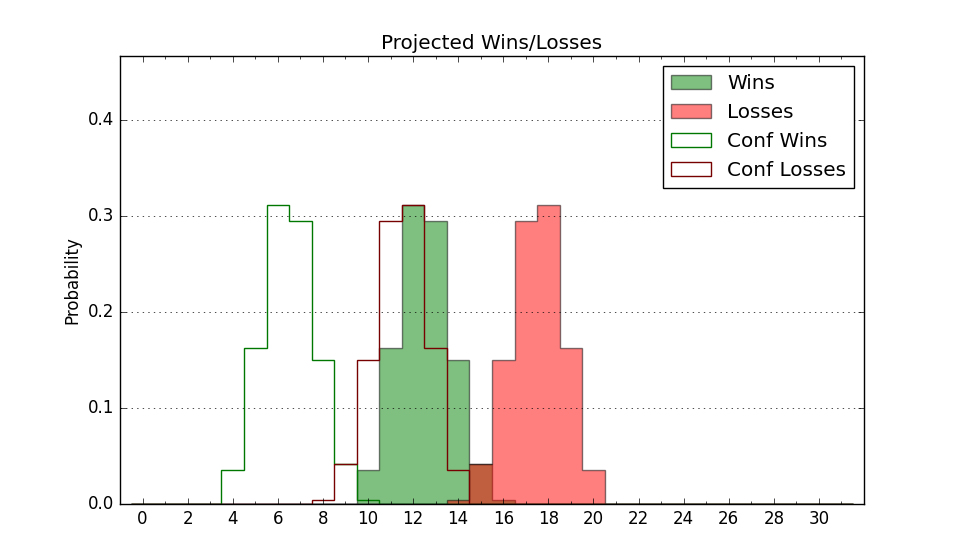 Projected Wins/Losses
Wins
Losses
Conf Wins
Conf Losses
Probability
0.4
0.3
0.2
0.1
0.0
0 2 4 6 8 10 12 14 16 18 20 22 24 26 28 30